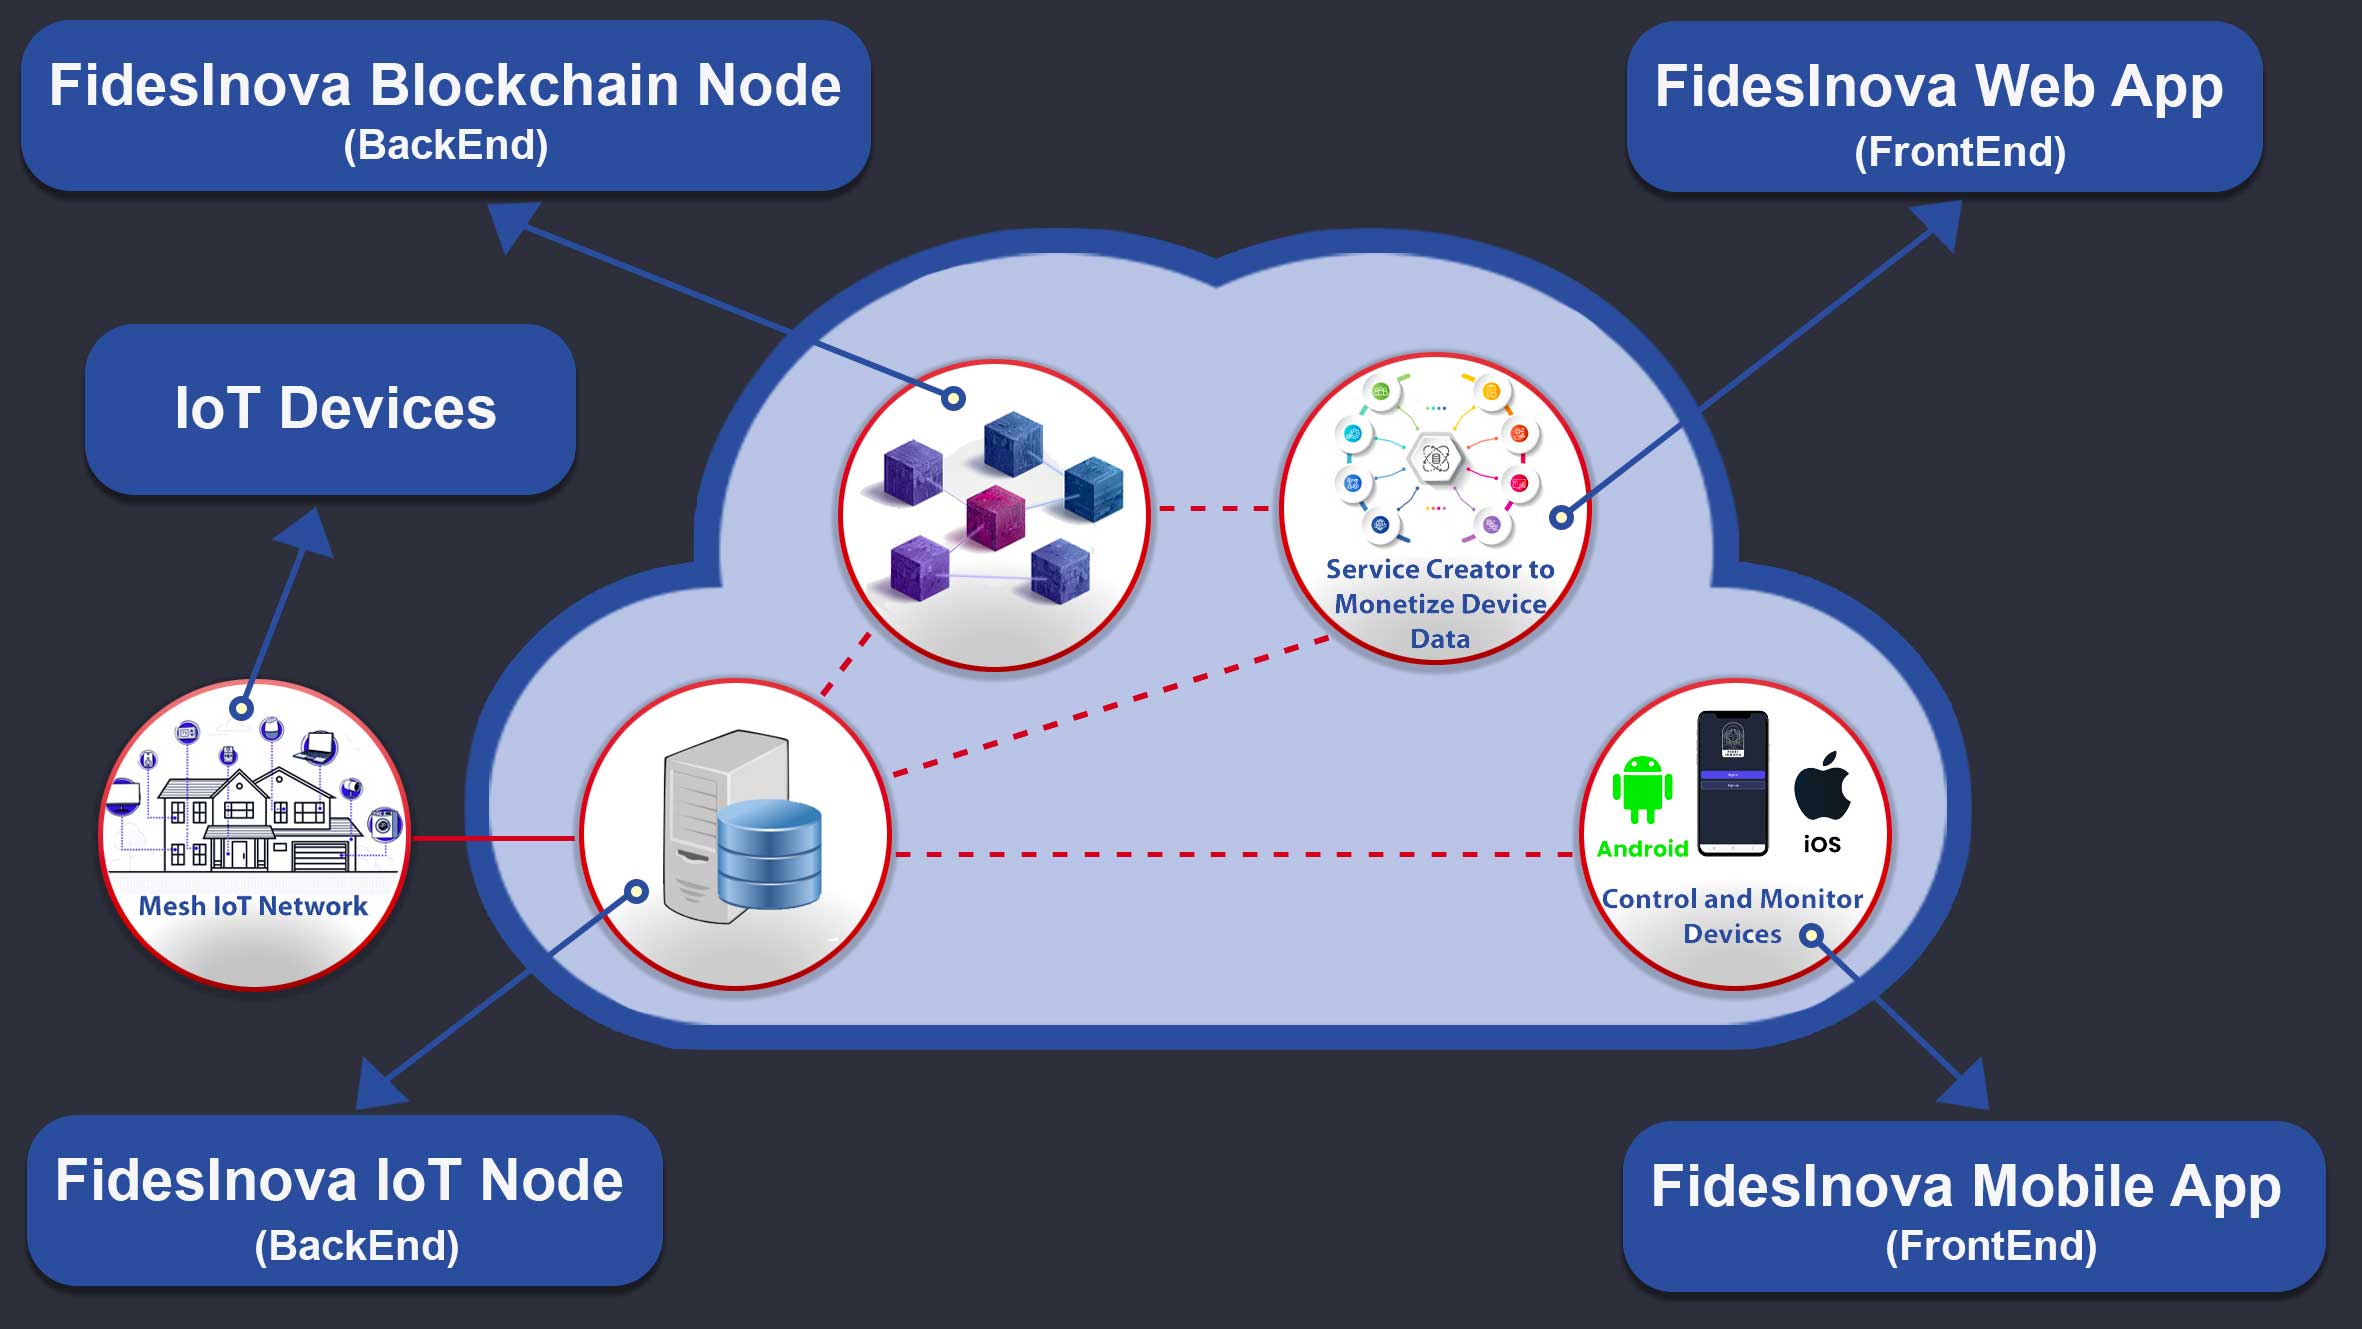 FidesInova Blockchain Node
(BackEnd)
FidesInova Web App
(FrontEnd)
IoT Devices
Service Creator to
Monetize Device
Data
Mesh IoT Network
Android
iOS
Control and Monitor
Devices
FidesInova IoT Node
(BackEnd)
FidesInova Mobile App
(FrontEnd)